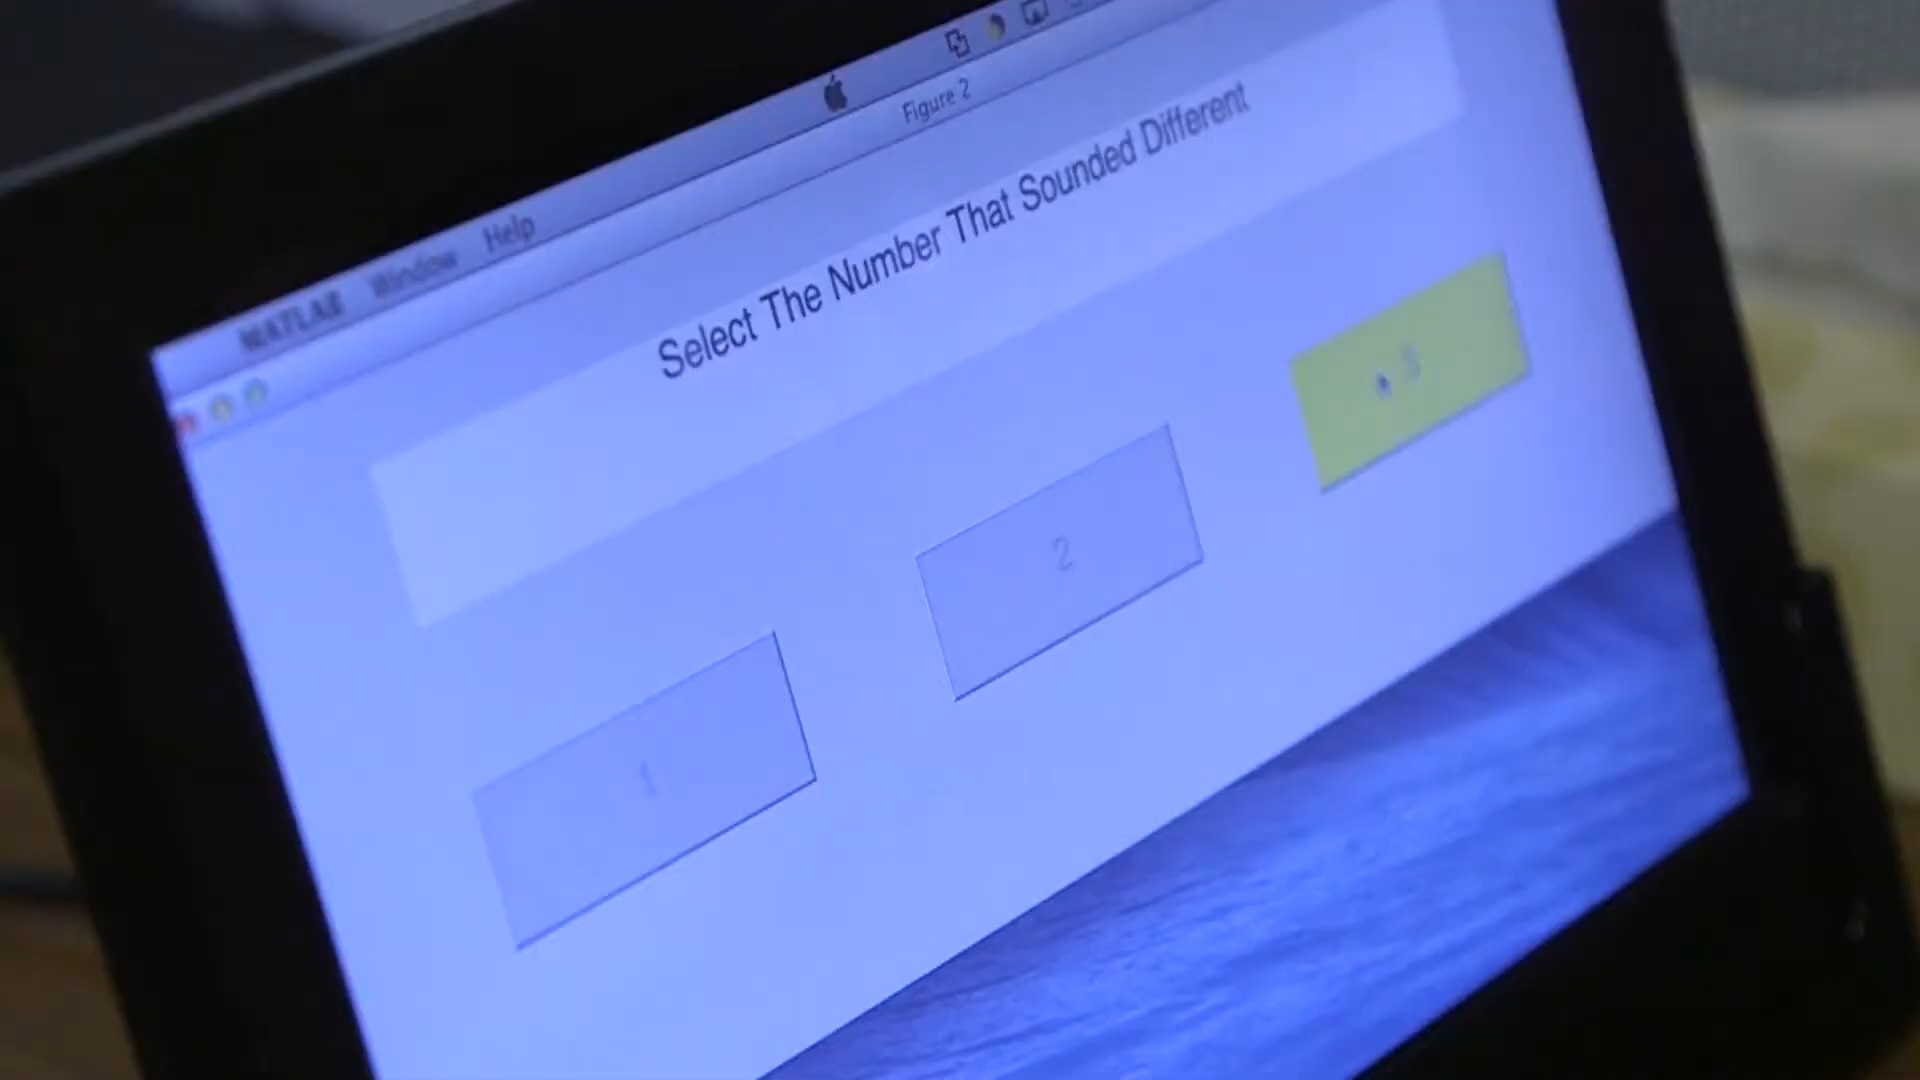 MATLAB Window Help
Figure 2
Select The Number That Sounded Different
1
2
3